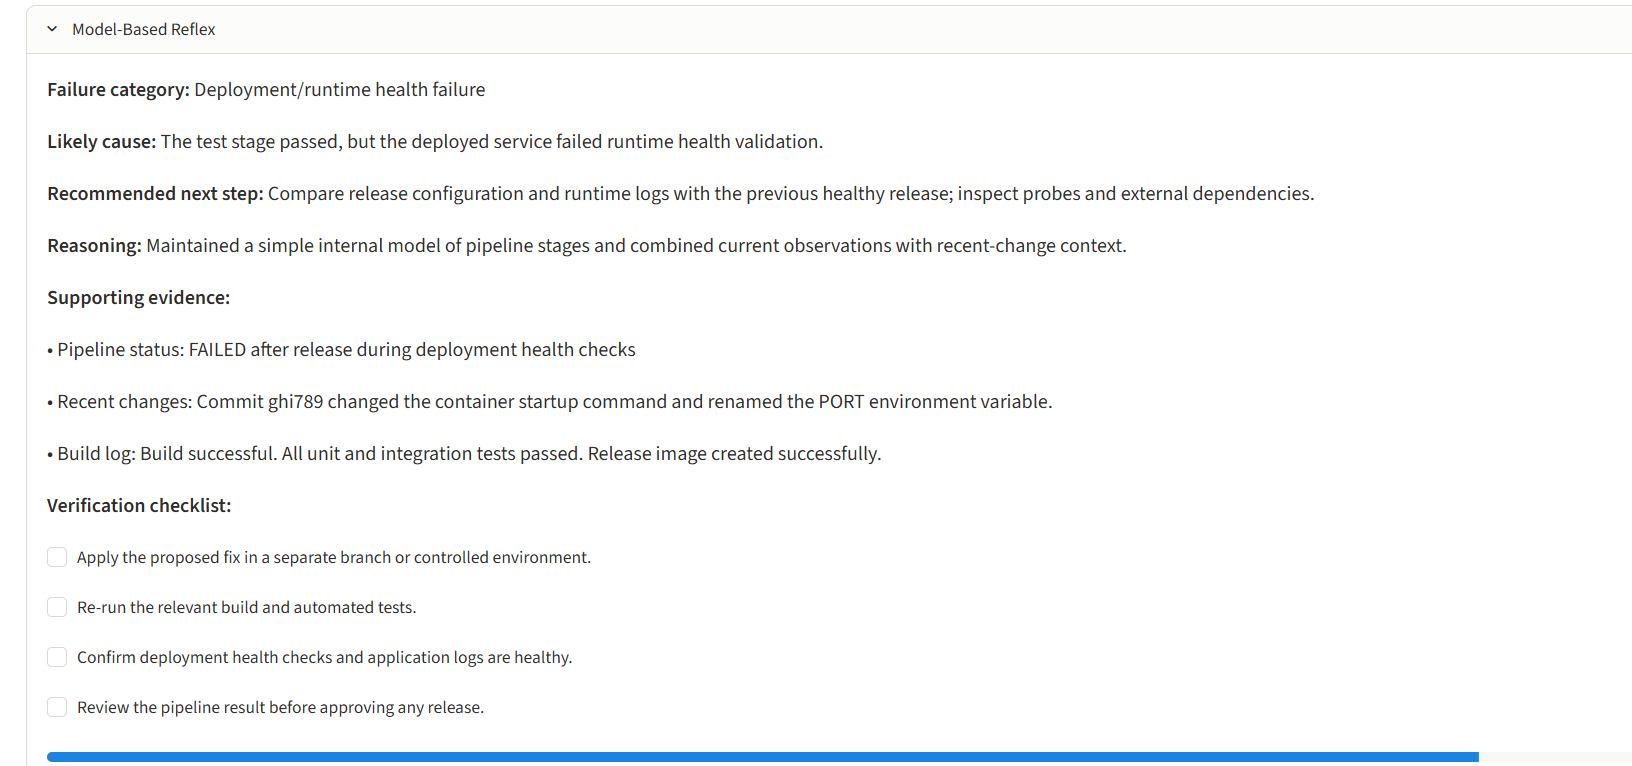 Model-Based Reflex
Failure category: Deployment/runtime health failure
Likely cause: The test stage passed, but the deployed service failed runtime health validation.
Recommended next step: Compare release configuration and runtime logs with the previous healthy release; inspect probes and external dependencies.
Reasoning: Maintained a simple internal model of pipeline stages and combined current observations with recent-change context.
Supporting evidence:
• Pipeline status: FAILED after release during deployment health checks
• Recent changes: Commit ghi789 changed the container startup command and renamed the PORT environment variable.
• Build log: Build successful. All unit and integration tests passed. Release image created successfully.
Verification checklist:
Apply the proposed fix in a separate branch or controlled environment.
Re-run the relevant build and automated tests.
Confirm deployment health checks and application logs are healthy.
Review the pipeline result before approving any release.